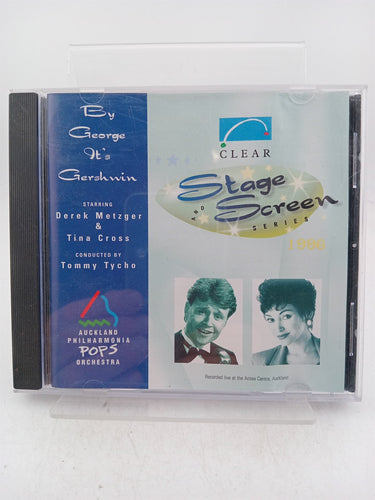 By
George
It's
Gershwin
STARRING
Derek Metzger
&
Tina Cross
CONDUCTED BY
Tommy Tycho
AUCKLAND
PHILHARMONIA
POPS
ORCHESTRA
CLEAR
Stage
AND
Screen
SERIES
1996
Recorded live at the Aotea Centre, Auckland